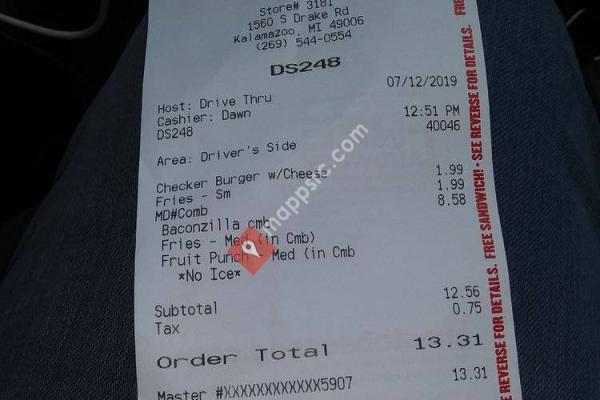 Store# 3181
1560 S Drake Rd
Kalamazoo, MI 49006
(269) 544-0554
DS248
07/12/2019
Host: Drive Thru
Cashier: Dawn 12:51 PM
DS248 40046
Area: Driver's Side
Checker Burger w/Cheese 1.99
Fries - Sm 1.99
MD#Comb 8.58
Baconzilla cmb
Fries - Med (in Cmb)
Fruit Punch - Med (in Cmb
*No Ice*
Subtotal 12.56
Tax 0.75
Order Total 13.31
Master #XXXXXXXXXXXX5907 13.31
E REVERSE FOR DETAILS. FREE SANDWICH! • SEE REVERSE FOR DETAILS. FREE
mappsic.com